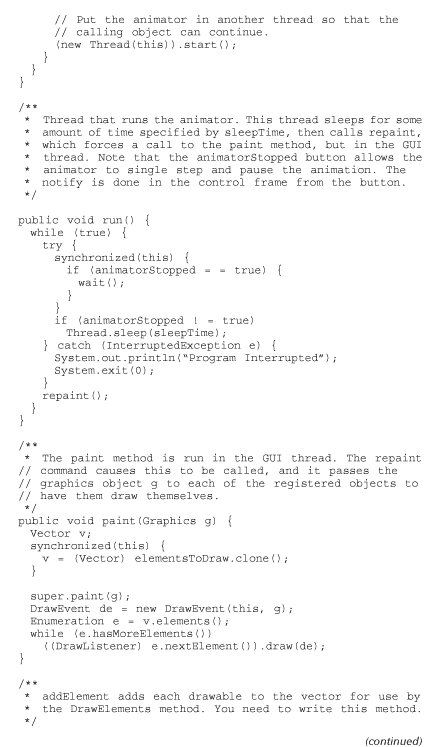 // Put the animator in another thread so that the
// calling object can continue.
(new Thread(this)).start();
}
}
}
/**
* Thread that runs the animator. This thread sleeps for some
* amount of time specified by sleepTime, then calls repaint,
* which forces a call to the paint method, but in the GUI
* thread. Note that the animatorStopped button allows the
* animator to single step and pause the animation. The
* notify is done in the control frame from the button.
*/
public void run() {
while (true) {
try {
synchronized(this) {
if (animatorStopped = = true) {
wait();
}
}
if (animatorStopped ! = true)
Thread.sleep(sleepTime);
} catch (InterruptedException e) {
System.out.println(“Program Interrupted”);
System.exit(0);
}
repaint();
}
}
/**
* The paint method is run in the GUI thread. The repaint
// command causes this to be called, and it passes the
// graphics object g to each of the registered objects to
// have them draw themselves.
*/
public void paint(Graphics g) {
Vector v;
synchronized(this) {
v = (Vector) elementsToDraw.clone();
}
super.paint(g);
DrawEvent de = new DrawEvent(this, g);
Enumeration e = v.elements();
while (e.hasMoreElements())
((DrawListener) e.nextElement()).draw(de);
}
/**
* addElement adds each drawable to the vector for use by
* the DrawElements method. You need to write this method.
*/
(continued)